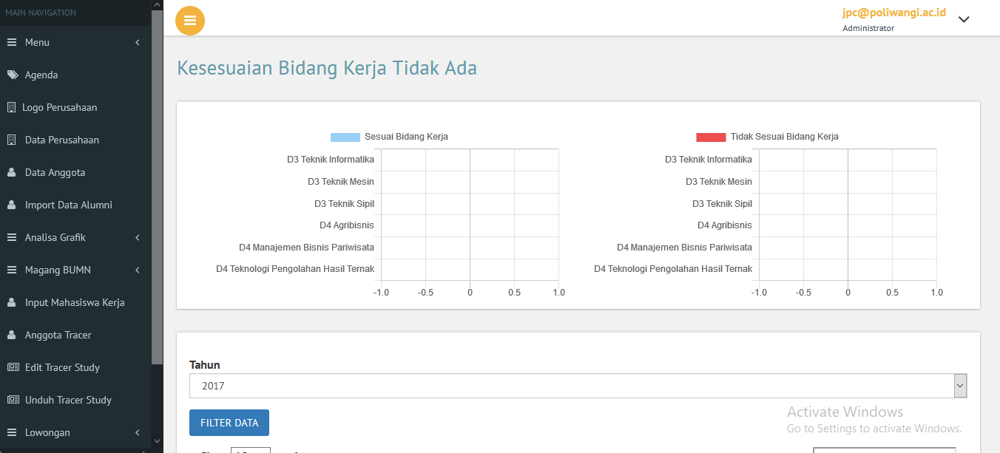 MAIN NAVIGATION
Menu
Agenda
Logo Perusahaan
Data Perusahaan
Data Anggota
Import Data Alumni
Analisa Grafik
Magang BUMN
Input Mahasiswa Kerja
Anggota Tracer
Edit Tracer Study
Unduh Tracer Study
Lowongan
jpc@poliwangi.ac.id
Administrator
Kesesuaian Bidang Kerja Tidak Ada
Sesuai Bidang Kerja
D3 Teknik Informatika
D3 Teknik Mesin
D3 Teknik Sipil
D4 Agribisnis
D4 Manajemen Bisnis Pariwisata
D4 Teknologi Pengolahan Hasil Ternak
-1.0 -0.5 0 0.5 1.0
Tidak Sesuai Bidang Kerja
D3 Teknik Informatika
D3 Teknik Mesin
D3 Teknik Sipil
D4 Agribisnis
D4 Manajemen Bisnis Pariwisata
D4 Teknologi Pengolahan Hasil Ternak
-1.0 -0.5 0 0.5 1.0
Tahun
2017
FILTER DATA
Activate Windows
Go to Settings to activate Windows.